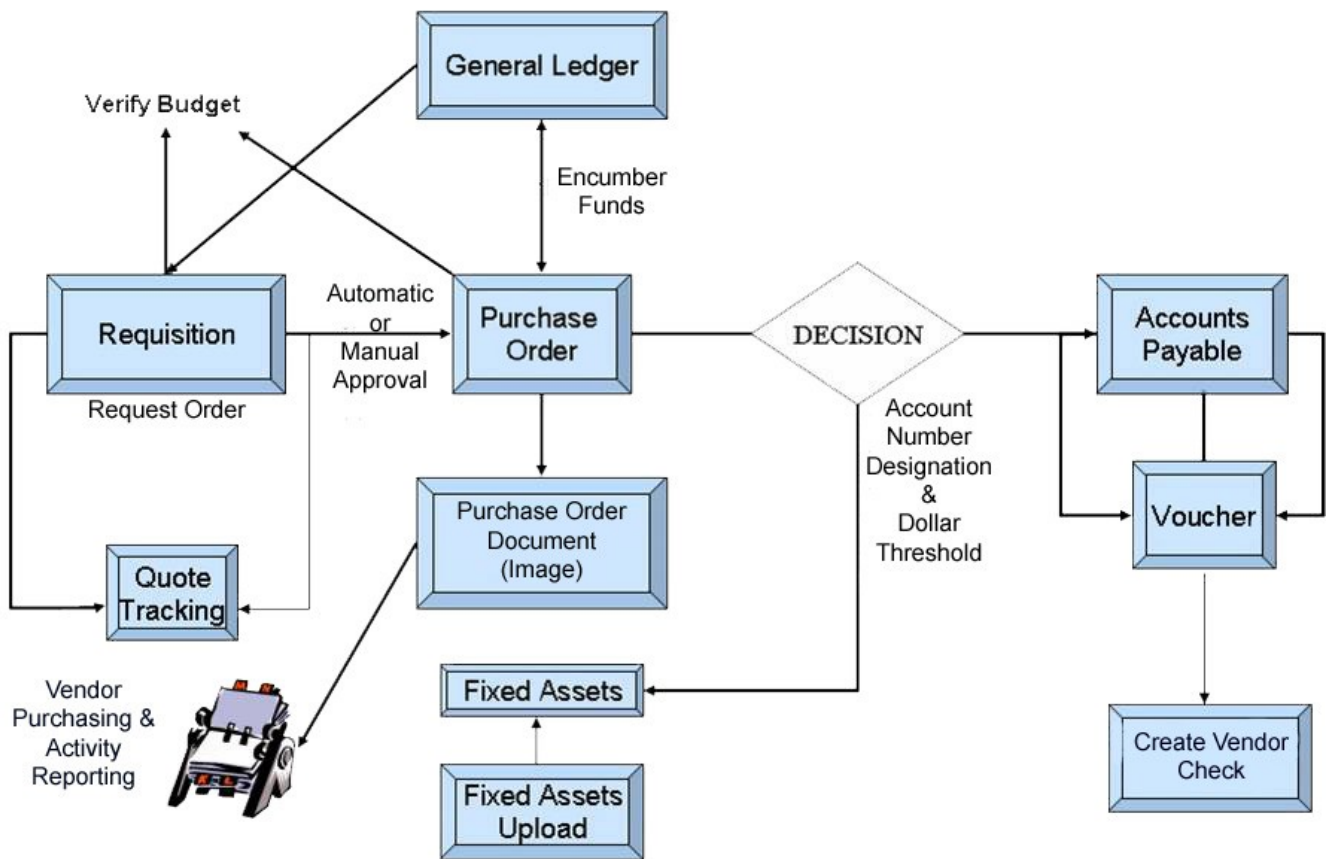 General Ledger
Verify Budget
Encumber
Funds
Requisition
Request Order
Automatic
or
Manual
Approval
Purchase
Order
DECISION
Accounts
Payable
Account
Number
Designation
&
Dollar
Threshold
Voucher
Purchase Order
Document
(Image)
Quote
Tracking
Vendor
Purchasing &
Activity
Reporting
M N
K L
Fixed Assets
Fixed Assets
Upload
Create Vendor
Check